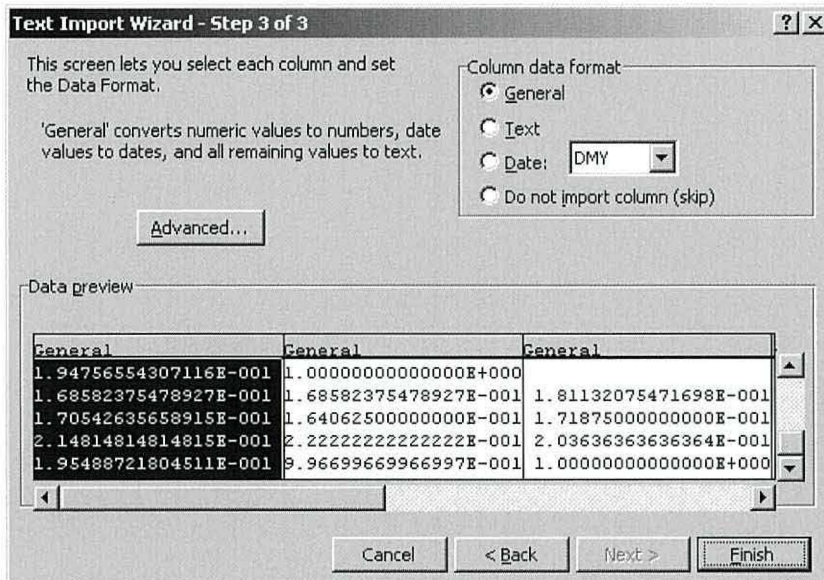 Text Import Wizard - Step 3 of 3
This screen lets you select each column and set
the Data Format.
'General' converts numeric values to numbers, date
values to dates, and all remaining values to text.
Advanced...
Column data format
General
Text
Date: DMY
Do not import column (skip)
Data preview
General General General
1.94756554307116E-001 1.00000000000000E+000
1.68582375478927E-001 1.68582375478927E-001 1.81132075471698E-001
1.70542635658915E-001 1.64062500000000E-001 1.71875000000000E-001
2.14814814814815E-001 2.22222222222222E-001 2.03636363636364E-001
1.95488721804511E-001 9.96699669966997E-001 1.00000000000000E+000
Cancel < Back Next > Finish